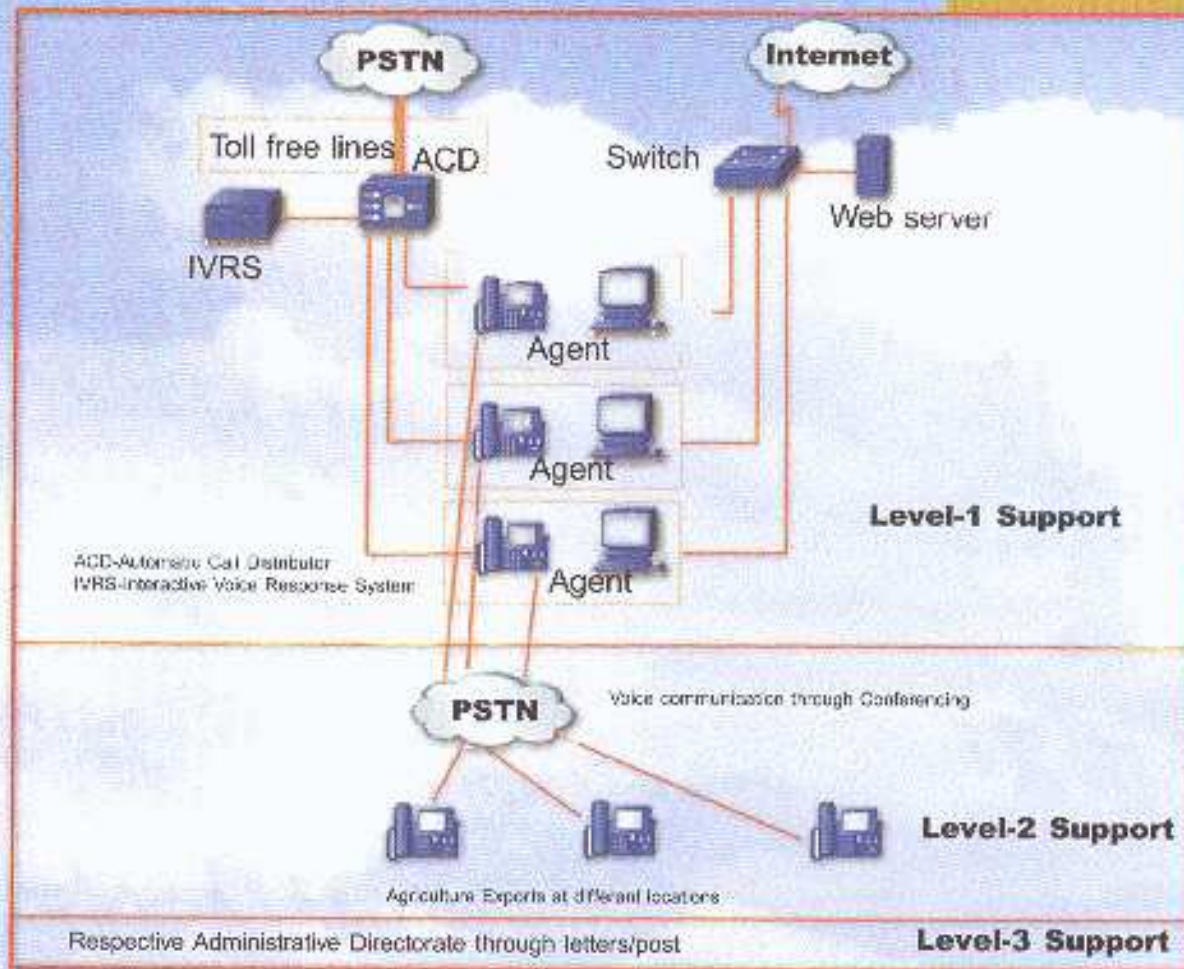 PSTN
Internet
Toll free lines
ACD
Switch
IVRS
Web server
Agent
Agent
Agent
Level-1 Support
ACD-Automatic Call Distributor
IVRS-Interactive Voice Response System
PSTN
Voice communication through Conferencing
Level-2 Support
Agriculture Exports at different locations
Respective Administrative Directorate through letters/post
Level-3 Support